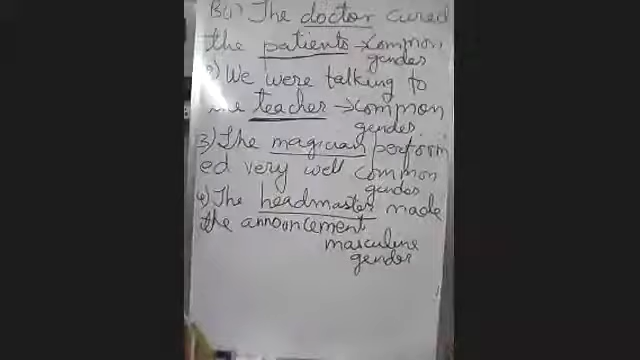 B(1) The doctor cured
the patients → common
gender
2) We were talking to
the teacher → common
gender
3) The magician perform
ed very well common
gender
4) The headmaster made
the announcement
masculine
gender